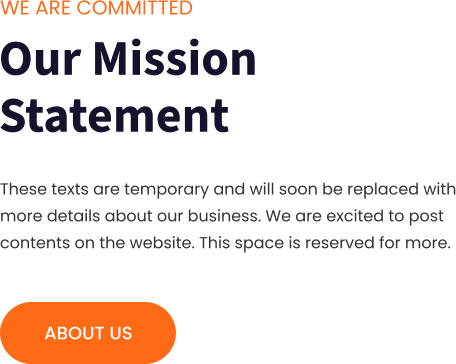 WE ARE COMMITTED
Our Mission
Statement
These texts are temporary and will soon be replaced with
more details about our business. We are excited to post
contents on the website. This space is reserved for more.
ABOUT US